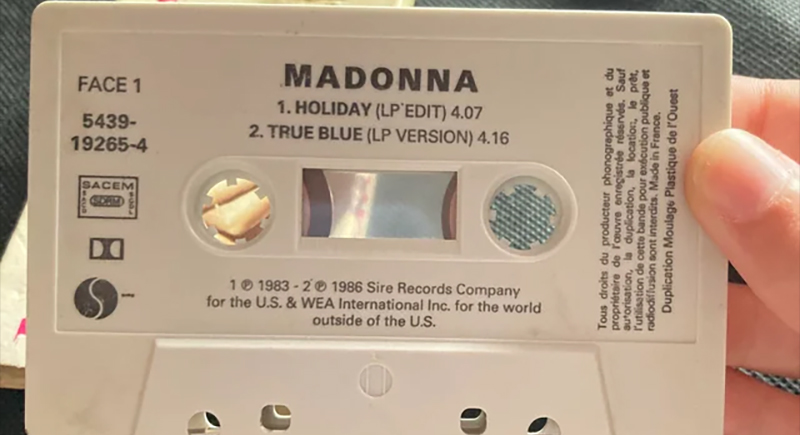 MADONNA
FACE 1
1. HOLIDAY (LP EDIT) 4.07
2. TRUE BLUE (LP VERSION) 4.16
5439-
19265-4
SACEM
SDRM
1 ℗ 1983 - 2 ℗ 1986 Sire Records Company
for the U.S. & WEA International Inc. for the world
outside of the U.S.
Tous droits du producteur phonographique et du
propriétaire de l'œuvre enregistrée réservés. Sauf
autorisation, la duplication, la location, le prêt,
l'utilisation de cette bande pour exécution publique et
radiodiffusion sont interdits. Made in France.
Duplication Moulage Plastique de l'Ouest